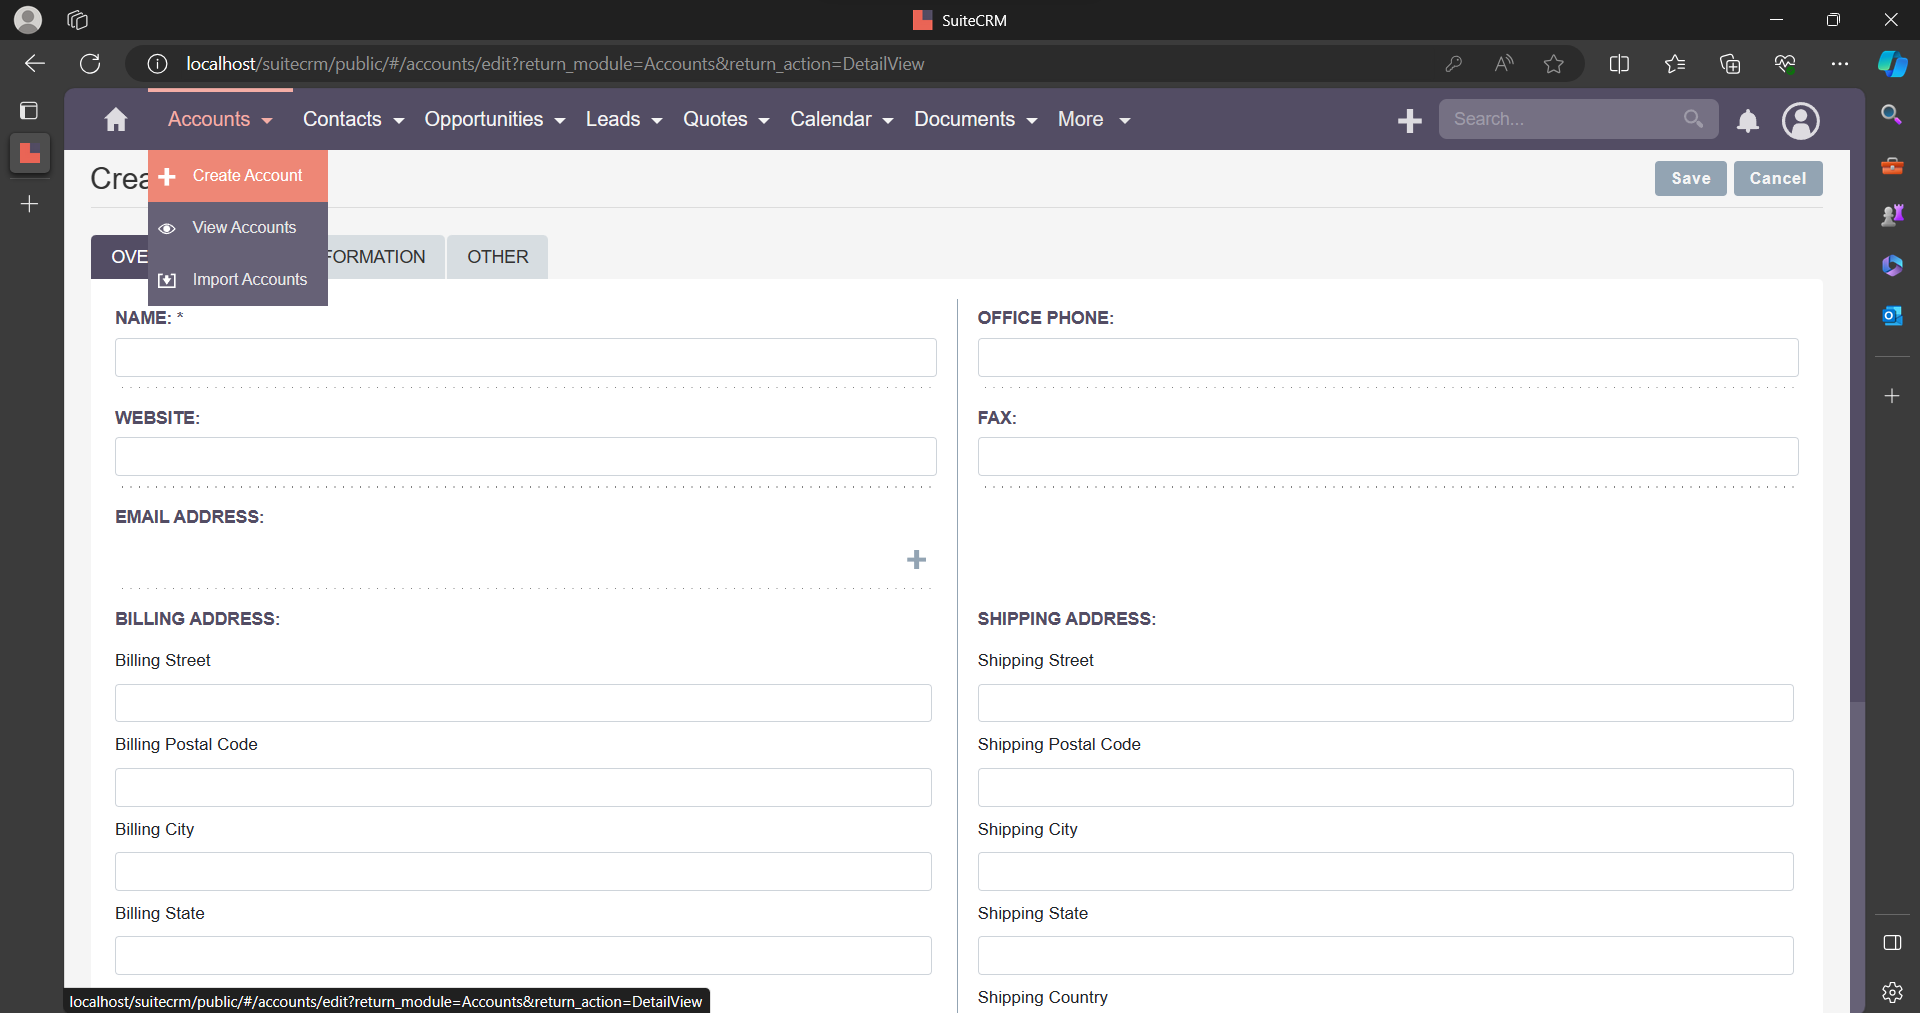 SuiteCRM
localhost/suitecrm/public/#/accounts/edit?return_module=Accounts&return_action=DetailView
Accounts Contacts Opportunities Leads Quotes Calendar Documents More Search...
Crea
Save Cancel
Create Account
View Accounts
Import Accounts
OVE FORMATION OTHER
NAME: * OFFICE PHONE:
WEBSITE: FAX:
EMAIL ADDRESS:
BILLING ADDRESS: SHIPPING ADDRESS:
Billing Street Shipping Street
Billing Postal Code Shipping Postal Code
Billing City Shipping City
Billing State Shipping State
Shipping Country
localhost/suitecrm/public/#/accounts/edit?return_module=Accounts&return_action=DetailView